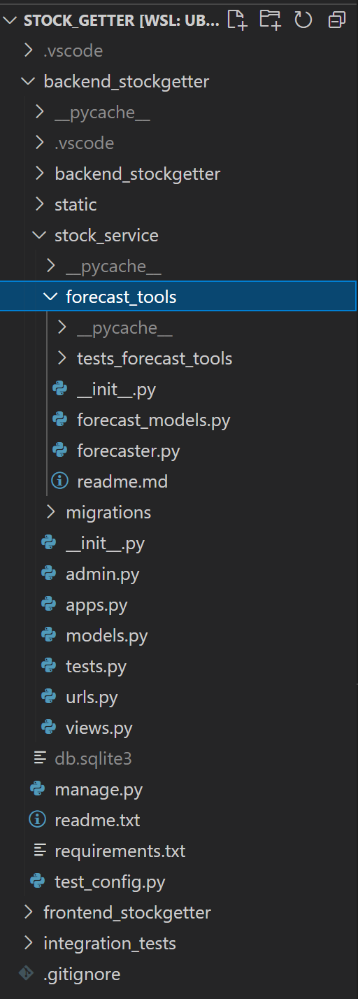 STOCK_GETTER [WSL: UB...
.vscode
backend_stockgetter
__pycache__
.vscode
backend_stockgetter
static
stock_service
__pycache__
forecast_tools
__pycache__
tests_forecast_tools
__init__.py
forecast_models.py
forecaster.py
readme.md
migrations
__init__.py
admin.py
apps.py
models.py
tests.py
urls.py
views.py
db.sqlite3
manage.py
readme.txt
requirements.txt
test_config.py
frontend_stockgetter
integration_tests
.gitignore